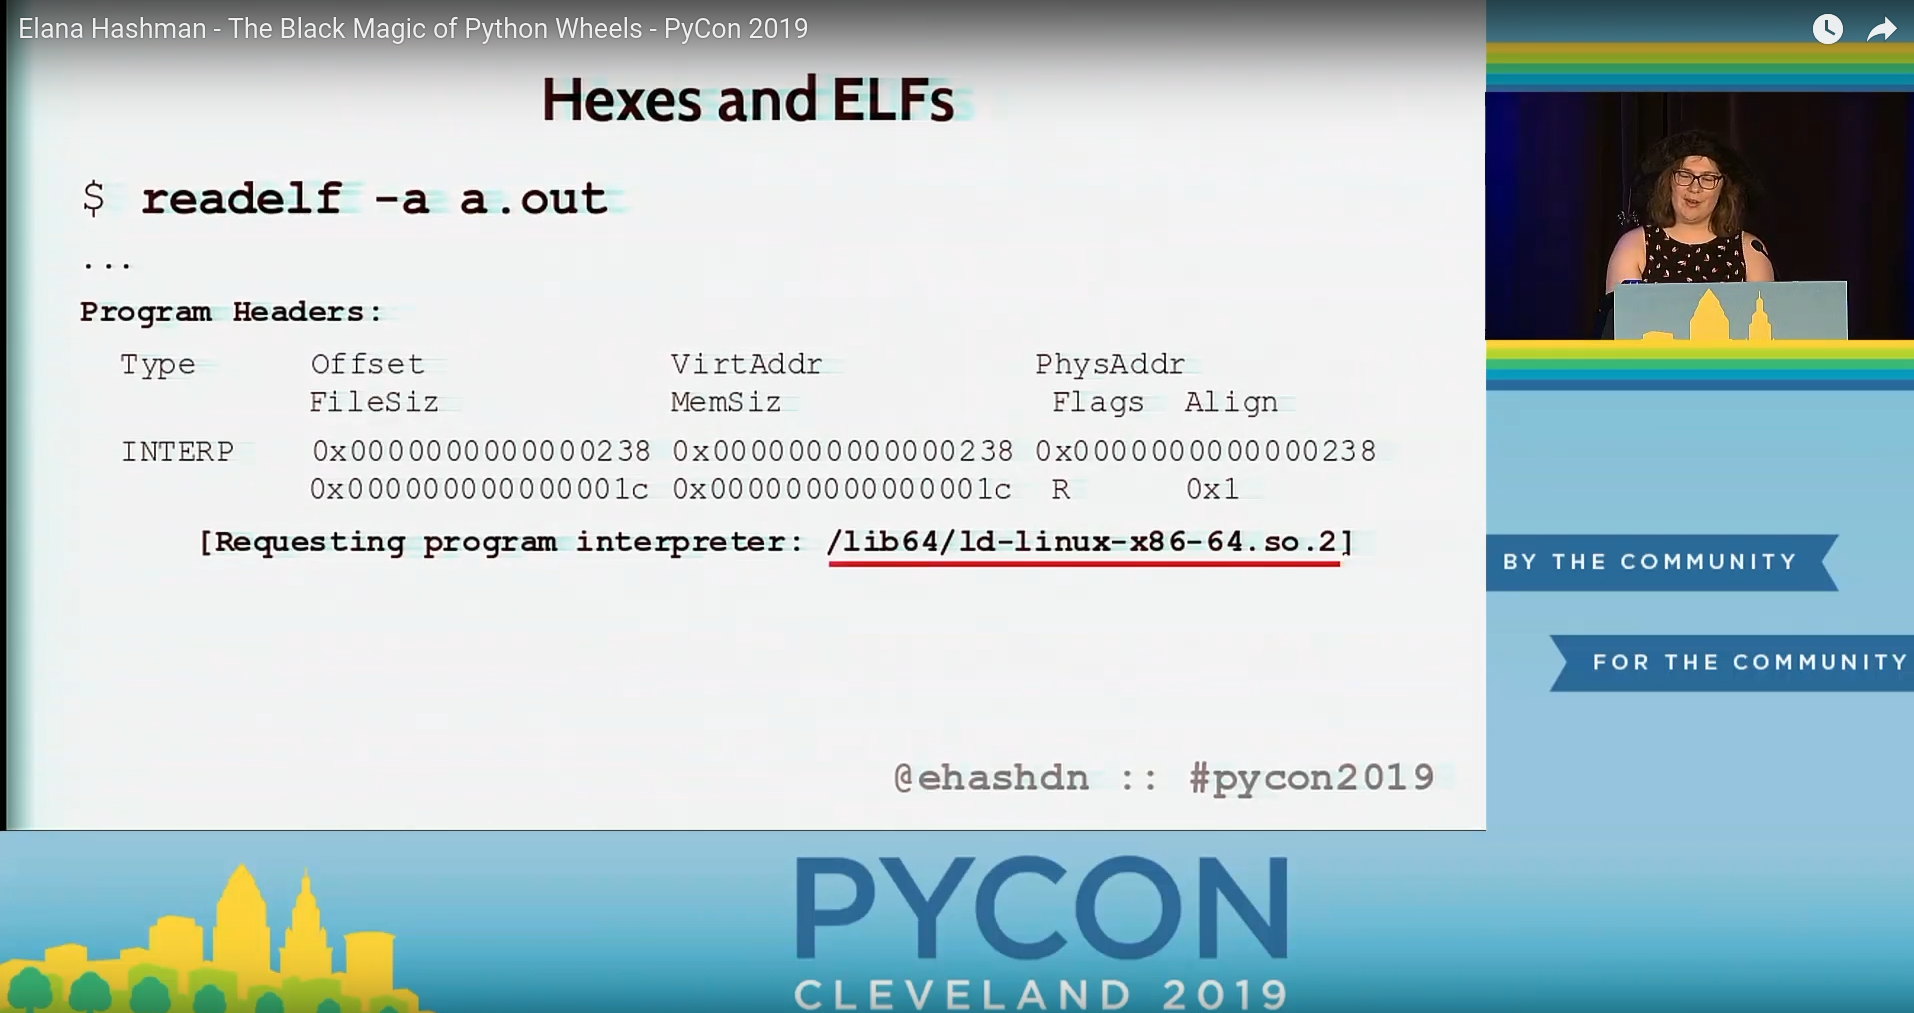 Elana Hashman - The Black Magic of Python Wheels - PyCon 2019
Hexes and ELFs
$ readelf -a a.out
...
Program Headers:
Type Offset VirtAddr PhysAddr
FileSiz MemSiz Flags Align
INTERP 0x0000000000000238 0x0000000000000238 0x0000000000000238
0x000000000000001c 0x000000000000001c R 0x1
[Requesting program interpreter: /lib64/ld-linux-x86-64.so.2]
@ehashdn :: #pycon2019
BY THE COMMUNITY
FOR THE COMMUNITY
PYCON
CLEVELAND 2019